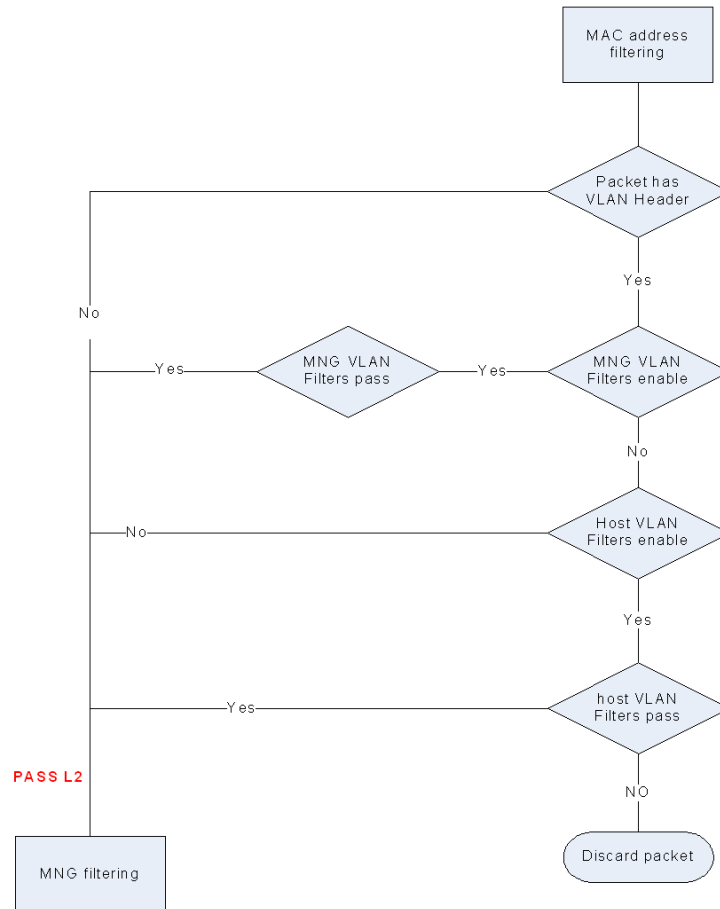 MAC address
filtering
Packet has
VLAN Header
Yes
No
MNG VLAN
Filters enable
Yes
MNG VLAN
Filters pass
Yes
No
Host VLAN
Filters enable
No
Yes
host VLAN
Filters pass
Yes
PASS L2
NO
MNG filtering
Discard packet